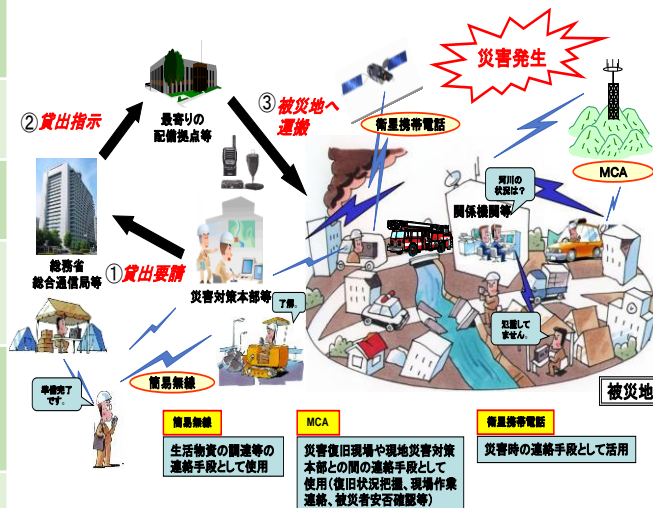 災害発生
②貸出指示
最寄りの
配備拠点等
③被災地へ
運搬
衛星携帯電話
MCA
河川の
状況は？
関係機関等
総務省
総合通信局等
①貸出要請
災害対策本部等
了解。
氾濫して
ません。
簡易無線
準備完了
です。
被災地
簡易無線
生活物資の調達等の
連絡手段として使用
MCA
災害復旧現場や現地災害対策
本部との間の連絡手段として
使用(復旧状況把握、現場作業
連絡、被災者安否確認等)
衛星携帯電話
災害時の連絡手段として活用